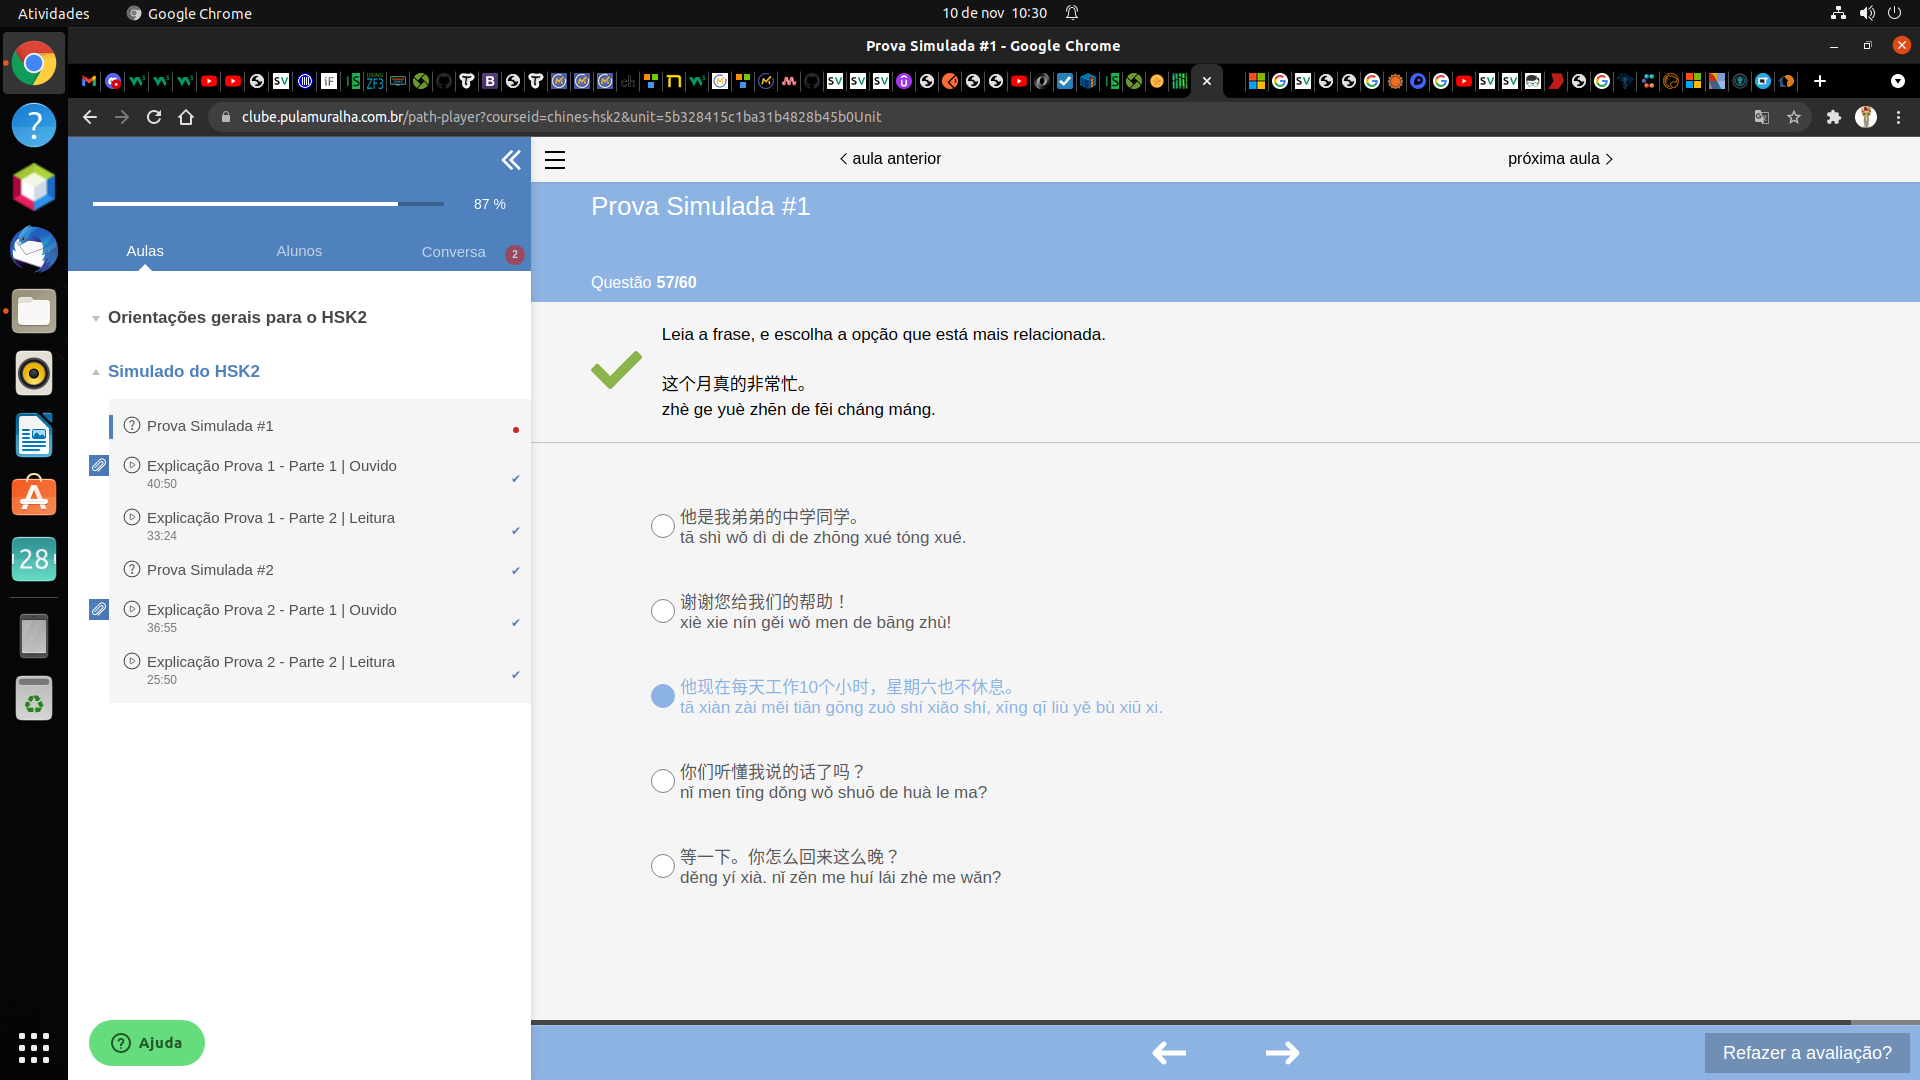 Atividades
Google Chrome
10 de nov 10:30
Prova Simulada #1 - Google Chrome
clube.pulamuralha.com.br/path-player?courseid=chines-hsk2&unit=5b328415c1ba31b4828b45b0Unit
87 %
Aulas
Alunos
Conversa
2
Orientações gerais para o HSK2
Simulado do HSK2
Prova Simulada #1
Explicação Prova 1 - Parte 1 | Ouvido
40:50
Explicação Prova 1 - Parte 2 | Leitura
33:24
Prova Simulada #2
Explicação Prova 2 - Parte 1 | Ouvido
36:55
Explicação Prova 2 - Parte 2 | Leitura
25:50
28
Ajuda
aula anterior
próxima aula
Prova Simulada #1
Questão 57/60
Leia a frase, e escolha a opção que está mais relacionada.
这个月真的非常忙。
zhè ge yuè zhēn de fēi cháng máng.
他是我弟弟的中学同学。
tā shì wǒ dì di de zhōng xué tóng xué.
谢谢您给我们的帮助！
xiè xie nín gěi wǒ men de bāng zhù!
他现在每天工作10个小时，星期六也不休息。
tā xiàn zài měi tiān gōng zuò shí xiǎo shí, xīng qī liù yě bù xiū xi.
你们听懂我说的话了吗？
nǐ men tīng dǒng wǒ shuō de huà le ma?
等一下。你怎么回来这么晚？
děng yí xià. nǐ zěn me huí lái zhè me wǎn?
Refazer a avaliação?